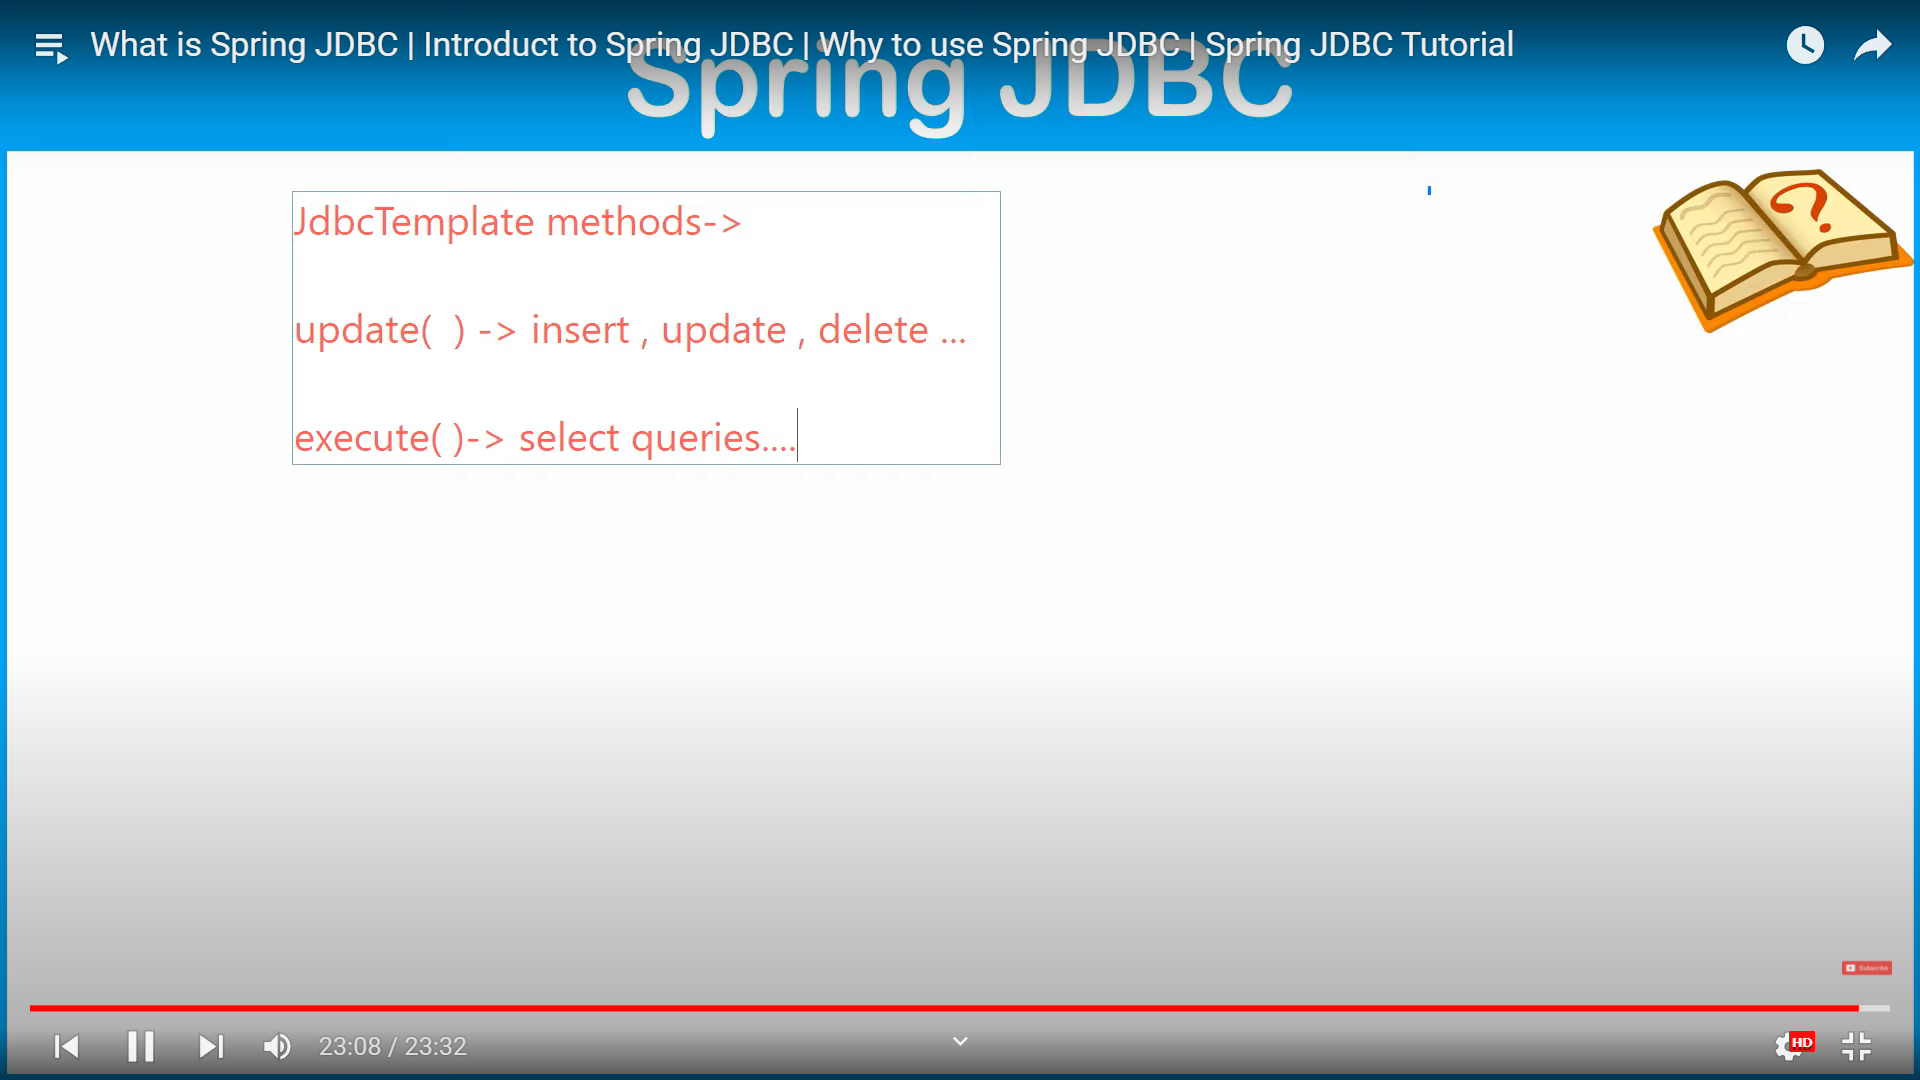 What is Spring JDBC | Introduct to Spring JDBC | Why to use Spring JDBC | Spring JDBC Tutorial
Spring JDBC
JdbcTemplate methods->
update(  ) -> insert , update , delete ...
execute( )-> select queries....
Subscribe
23:08 / 23:32
HD